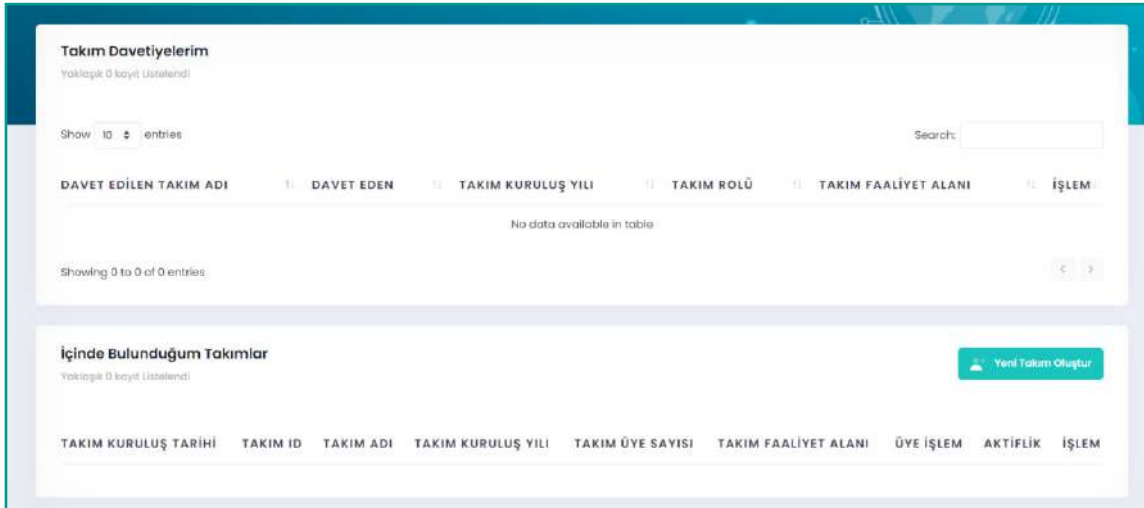 Takım Davetiyelerim
Yaklaşık 0 kayıt Listelendi
Show 10 entries
Search:
DAVET EDİLEN TAKIM ADI DAVET EDEN TAKIM KURULUŞ YILI TAKIM ROLÜ TAKIM FAALİYET ALANI İŞLEM
No data available in table
Showing 0 to 0 of 0 entries
İçinde Bulunduğum Takımlar
Yaklaşık 0 kayıt Listelendi
Yeni Takım Oluştur
TAKIM KURULUŞ TARİHİ TAKIM ID TAKIM ADI TAKIM KURULUŞ YILI TAKIM ÜYE SAYISI TAKIM FAALİYET ALANI ÜYE İŞLEM AKTİFLİK İŞLEM